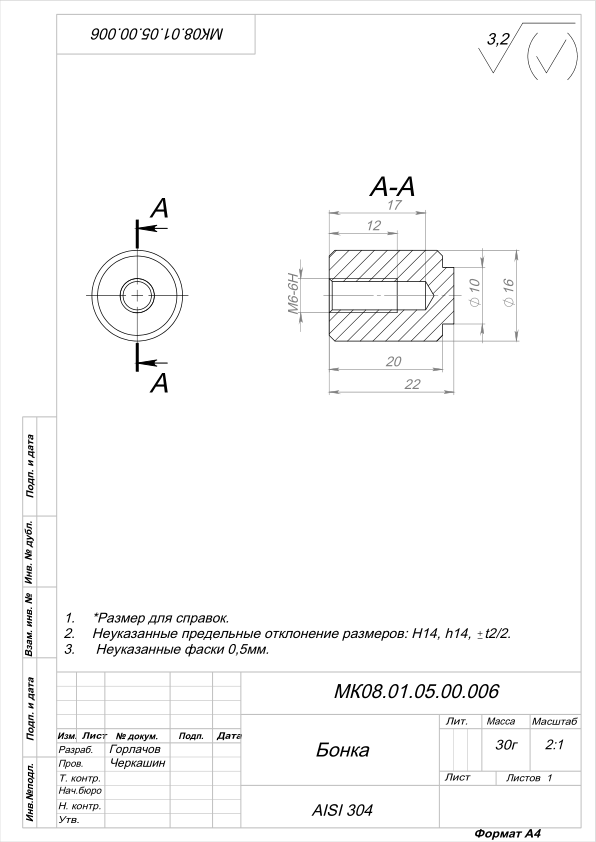 МК08.01.05.00.006
3,2
А
А
А-А
17
12
М6-6Н
∅ 10
∅ 16
20
22
Подп. и дата
Инв. № дубл.
Взам. инв. №
Подп. и дата
Инв.№подл.
1. *Размер для справок.
2. Неуказанные предельные отклонение размеров: Н14, h14, ±t2/2.
3. Неуказанные фаски 0,5мм.
МК08.01.05.00.006
Изм. Лист № докум. Подп. Дата
Разраб. Горлачов
Пров. Черкашин
Т. контр.
Нач.бюро
Н. контр.
Утв.
Бонка
Лит. Масса Масштаб
30г 2:1
Лист Листов 1
AISI 304
Формат А4